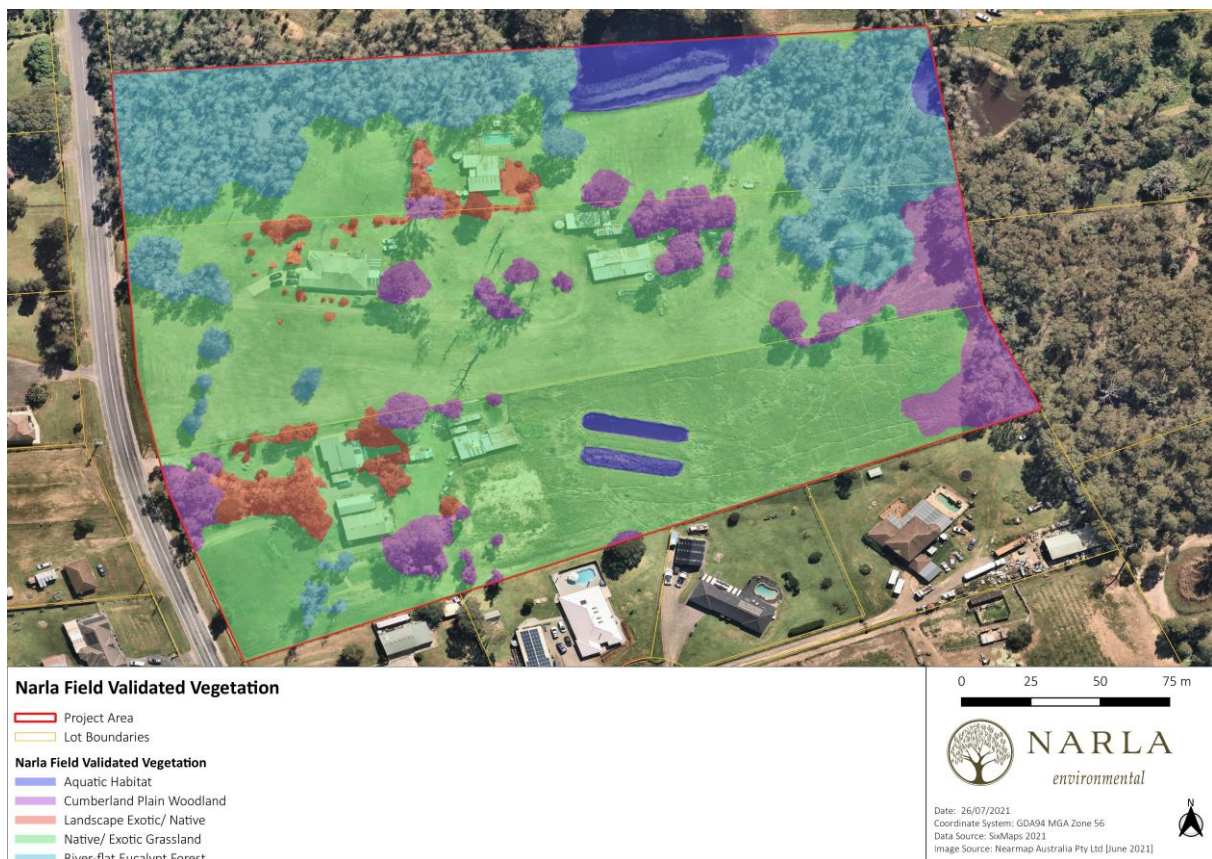 Narla Field Validated Vegetation
Project Area
Lot Boundaries
Narla Field Validated Vegetation
Aquatic Habitat
Cumberland Plain Woodland
Landscape Exotic/ Native
Native/ Exotic Grassland
River-flat Eucalypt Forest
0 25 50 75 m
NARLA
environmental
Date: 26/07/2021
Coordinate System: GDA94 MGA Zone 56
Data Source: SixMaps 2021
Image Source: Nearmap Australia Pty Ltd [June 2021]
N